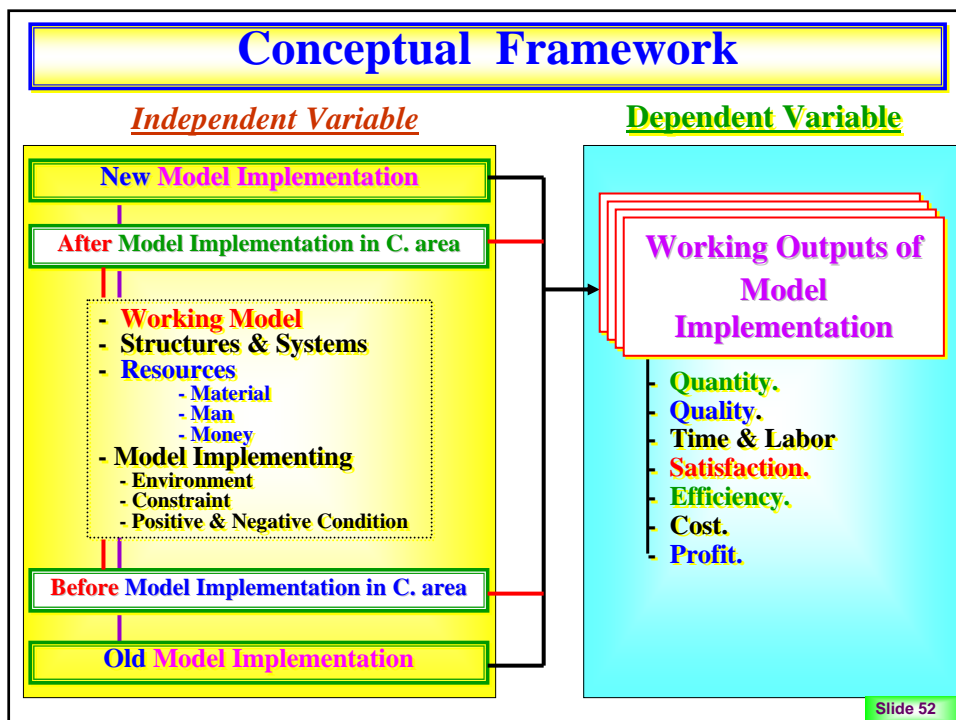 Conceptual Framework
Independent Variable
Dependent Variable
New Model Implementation
After Model Implementation in C. area
- Working Model
- Structures & Systems
- Resources
- Material
- Man
- Money
- Model Implementing
- Environment
- Constraint
- Positive & Negative Condition
Before Model Implementation in C. area
Old Model Implementation
Working Outputs of
Model
Implementation
- Quantity.
- Quality.
- Time & Labor
- Satisfaction.
- Efficiency.
- Cost.
- Profit.
Slide 52